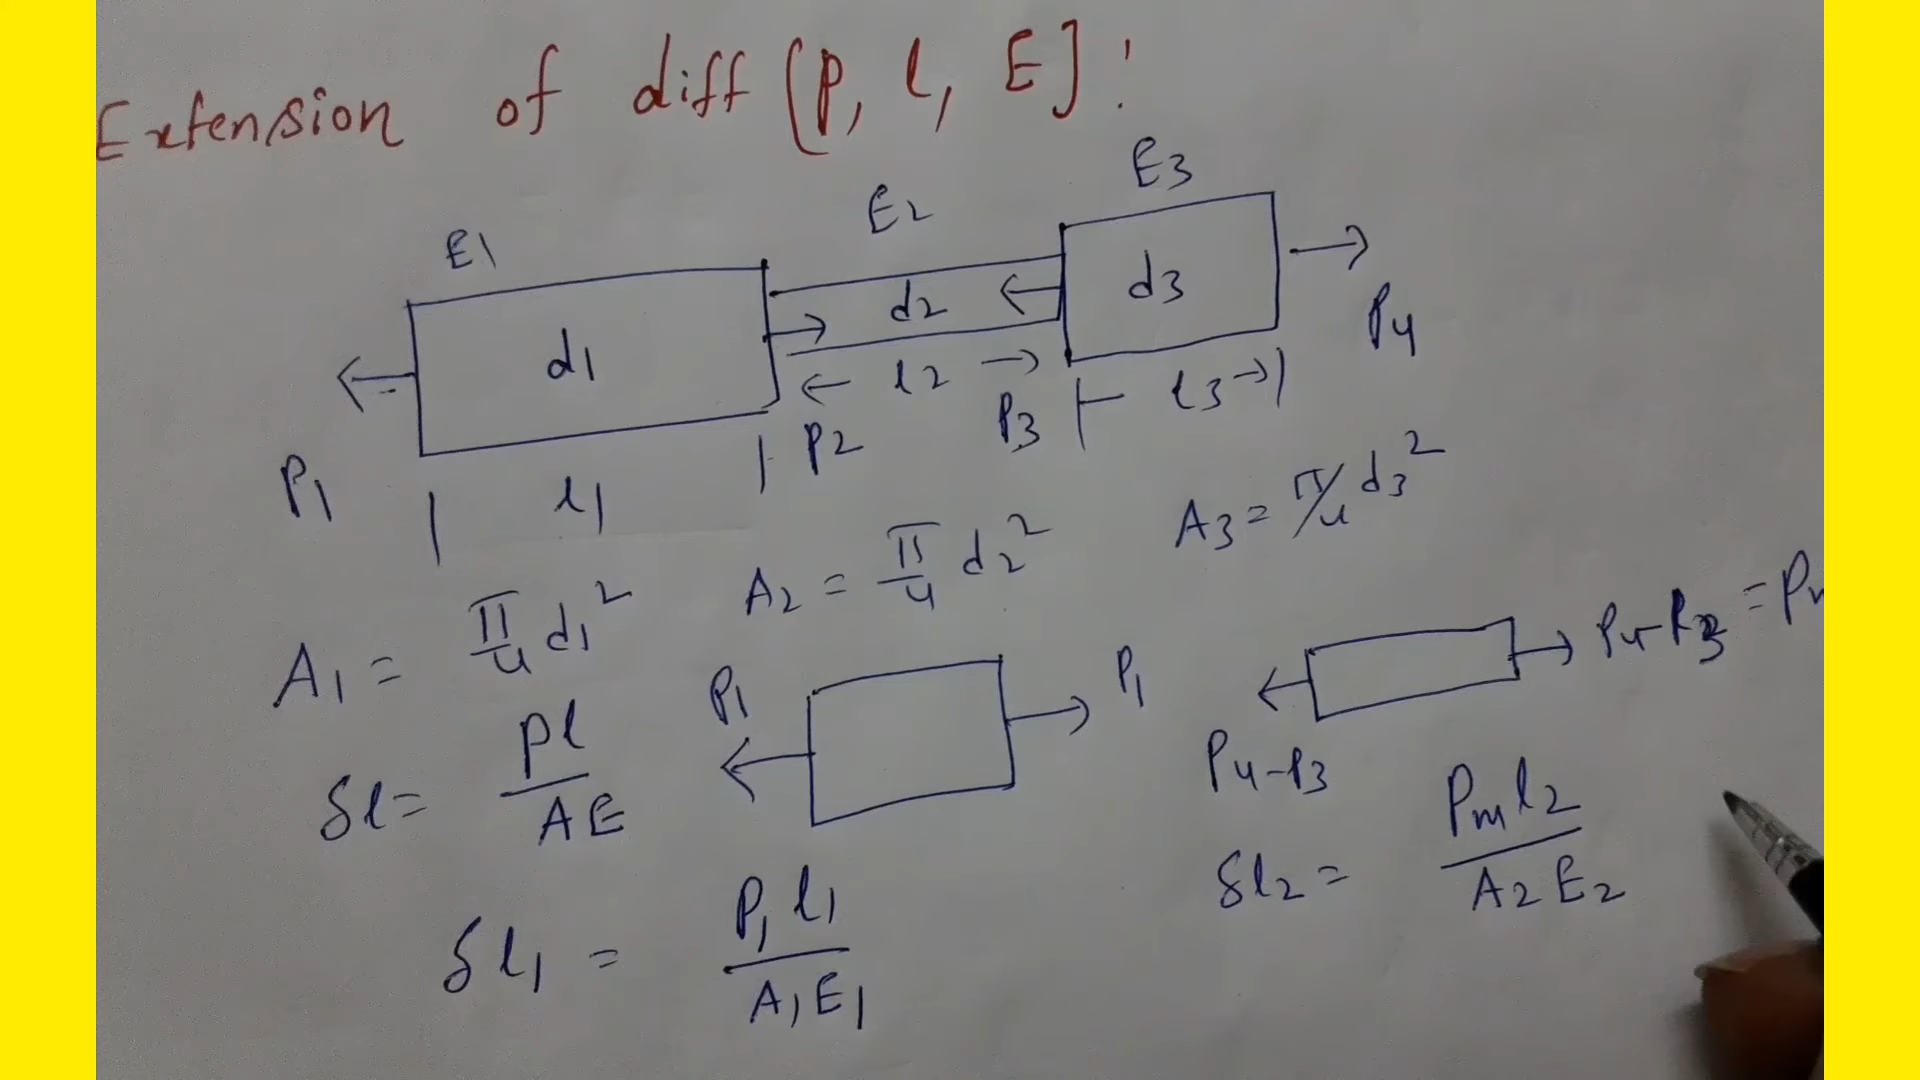 Extension of diff (P, l, E] :
E1 E2 E3
d1 d2 d3
P1 l1 P2 l2 P3 l3 P4
A1 = π/4 d1² A2 = π/4 d2² A3 = π/4 d3²
δl = Pl/AE
P1 P1
P4-P3 P4-P3 =
δl1 = P1 l1/A1 E1
δl2 = Pm l2/A2 E2